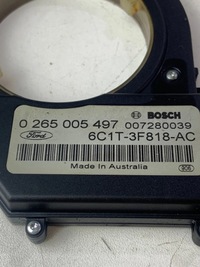 BOSCH
0 265 005 497 007280039
Ford 6C1T-3F818-AC
Made In Australia